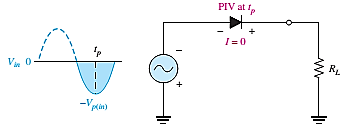 PIV at tp
tp
− +
I = 0
−
Vin 0
RL
+
−Vp(in)